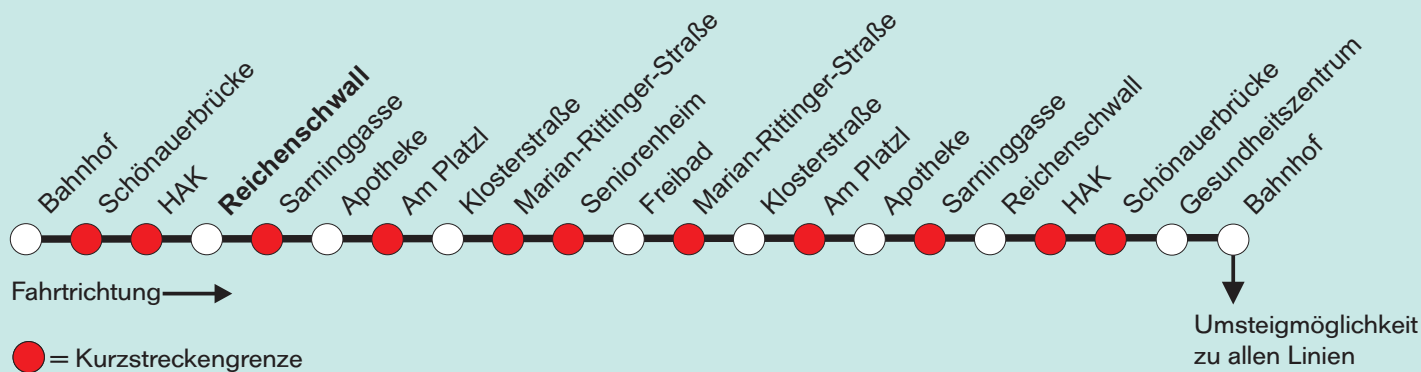 Bahnhof
Schönauerbrücke
HAK
Reichenschwall
Sarninggasse
Apotheke
Am Platzl
Klosterstraße
Marian-Rittinger-Straße
Seniorenheim
Freibad
Marian-Rittinger-Straße
Klosterstraße
Am Platzl
Apotheke
Sarninggasse
Reichenschwall
HAK
Schönauerbrücke
Gesundheitszentrum
Bahnhof
Fahrtrichtung
Umsteigmöglichkeit
zu allen Linien
= Kurzstreckengrenze